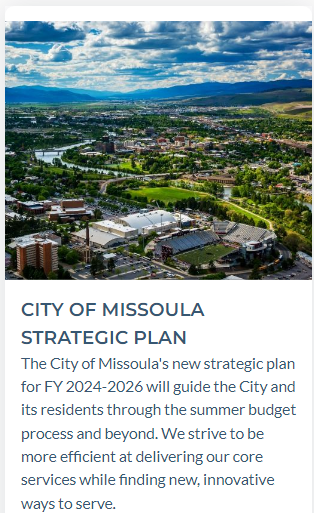 CITY OF MISSOULA
STRATEGIC PLAN
The City of Missoula's new strategic plan
for FY 2024-2026 will guide the City and
its residents through the summer budget
process and beyond. We strive to be
more efficient at delivering our core
services while finding new, innovative
ways to serve.